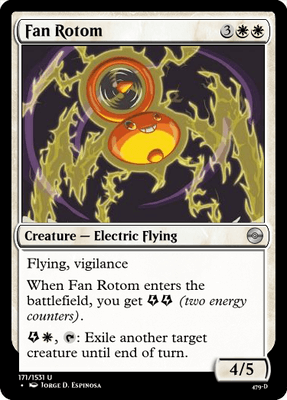 Fan Rotom 3
Creature — Electric Flying
Flying, vigilance
When Fan Rotom enters the
battlefield, you get (two energy
counters).
, : Exile another target
creature until end of turn.
4/5
171/1531 U
• Jorge D. Espinosa 479-D